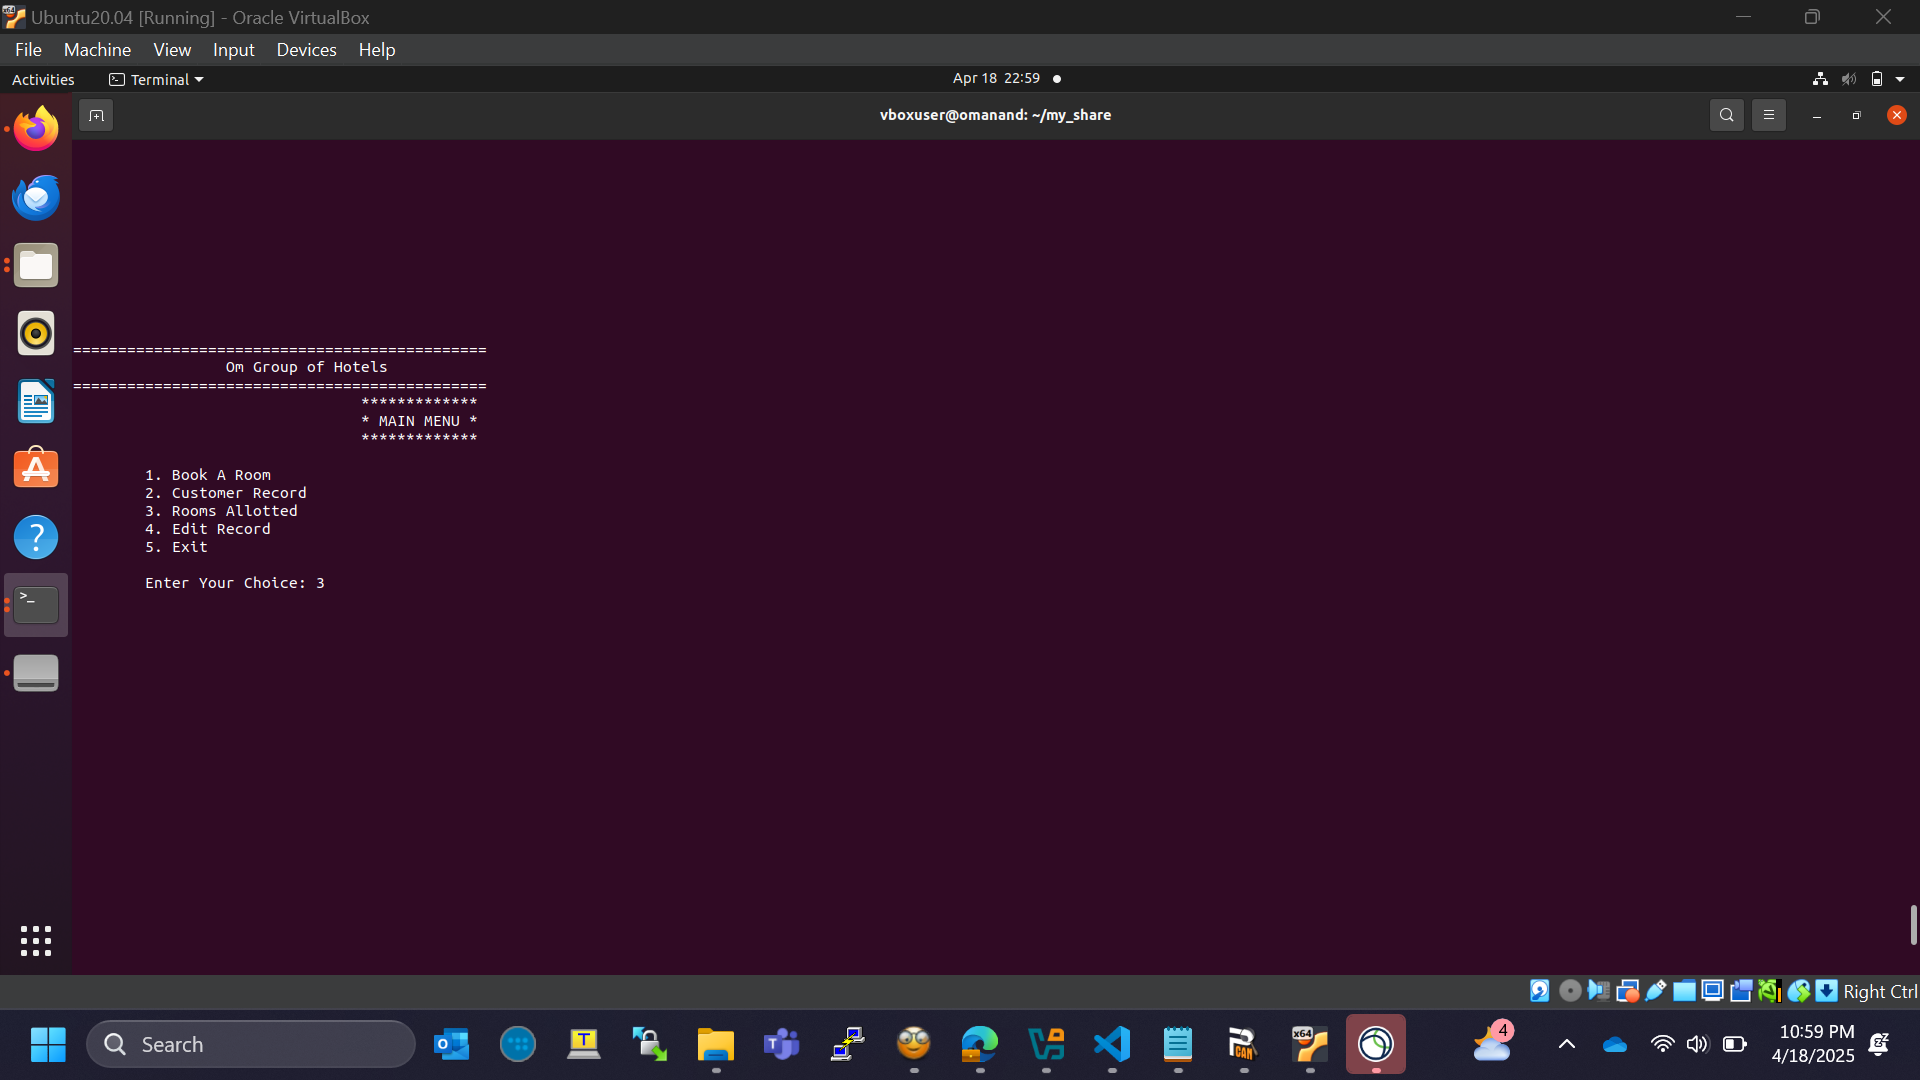 Ubuntu20.04 [Running] - Oracle VirtualBox
File Machine View Input Devices Help
Activities Terminal Apr 18 22:59
vboxuser@omanand: ~/my_share
==============================================
Om Group of Hotels
==============================================
*************
* MAIN MENU *
*************
1. Book A Room
2. Customer Record
3. Rooms Allotted
4. Edit Record
5. Exit
Enter Your Choice: 3
Right Ctrl
Search
4
10:59 PM
4/18/2025